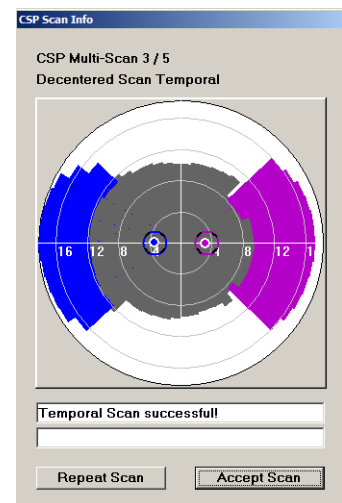 CSP Scan Info
CSP Multi-Scan 3 / 5
Decentered Scan Temporal
16 12 8 4 4 8 12 1
Temporal Scan successful!
Repeat Scan Accept Scan